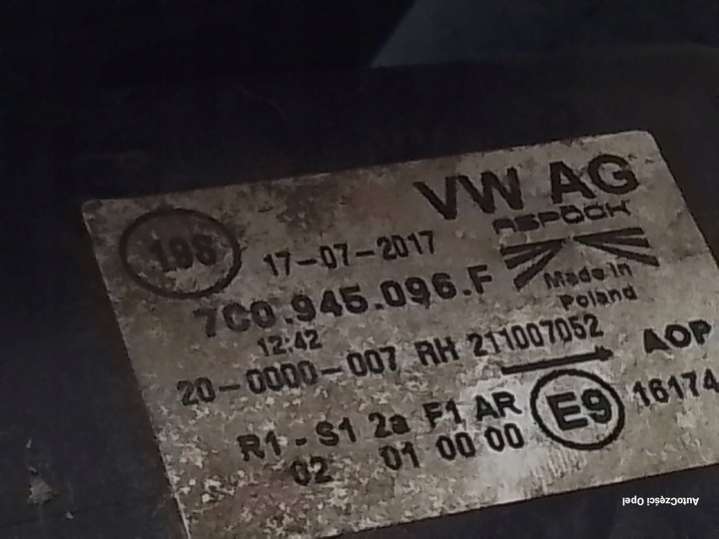 VW AG
ASPÖCK
196 17-07-2017
7C0.945.096.F
Made in
Poland
12:42
20-0000-007 RH 211007052
AOP
R1 - S1 2a F1 AR E9 16174
02 01 00 00
AutoCzęści Opel